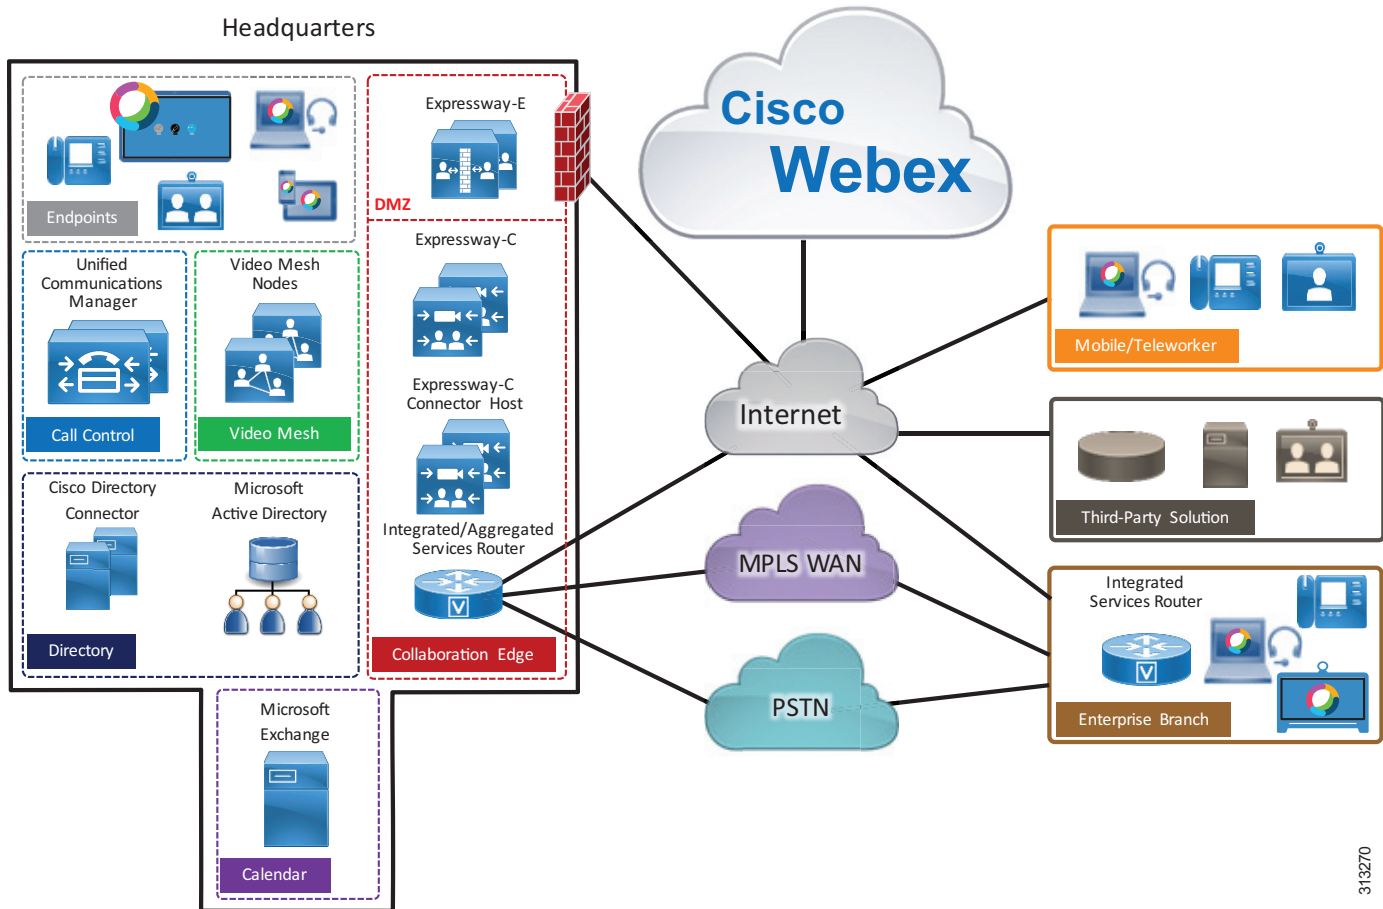 Headquarters
Endpoints
Unified
Communications
Manager
Call Control
Video Mesh
Nodes
Video Mesh
Cisco Directory
Connector
Microsoft
Active Directory
Directory
Microsoft
Exchange
Calendar
Expressway-E
DMZ
Expressway-C
Expressway-C
Connector Host
Integrated/Aggregated
Services Router
V
Collaboration Edge
Cisco
Webex
Internet
MPLS WAN
PSTN
Mobile/Teleworker
Third-Party Solution
Integrated
Services Router
V
Enterprise Branch
313270